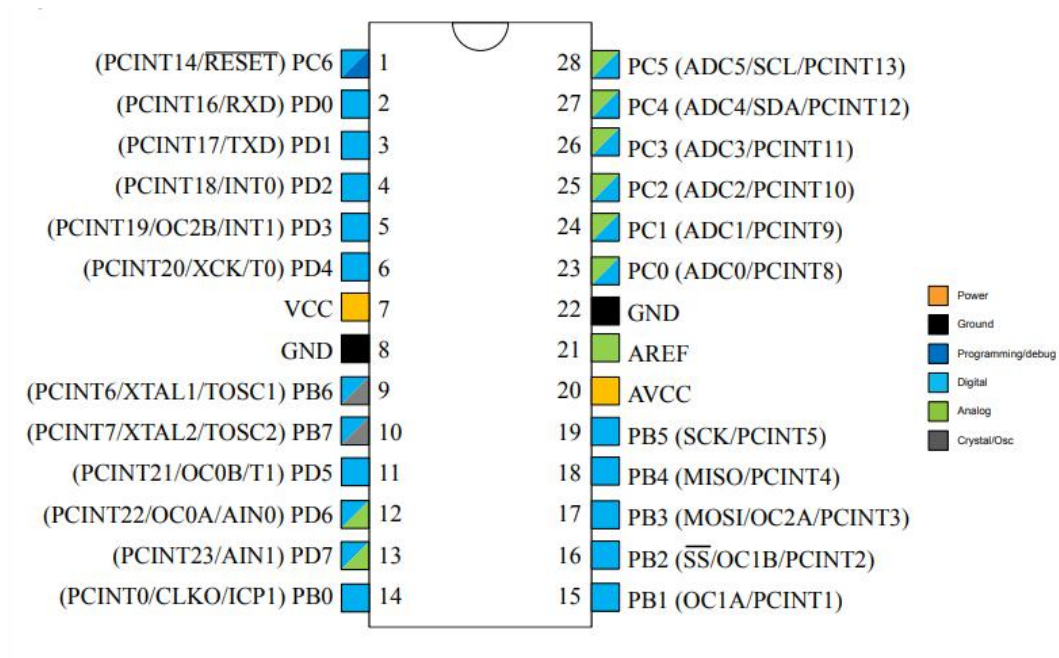 (PCINT14/RESET) PC6 1
(PCINT16/RXD) PD0 2
(PCINT17/TXD) PD1 3
(PCINT18/INT0) PD2 4
(PCINT19/OC2B/INT1) PD3 5
(PCINT20/XCK/T0) PD4 6
VCC 7
GND 8
(PCINT6/XTAL1/TOSC1) PB6 9
(PCINT7/XTAL2/TOSC2) PB7 10
(PCINT21/OC0B/T1) PD5 11
(PCINT22/OC0A/AIN0) PD6 12
(PCINT23/AIN1) PD7 13
(PCINT0/CLKO/ICP1) PB0 14
28 PC5 (ADC5/SCL/PCINT13)
27 PC4 (ADC4/SDA/PCINT12)
26 PC3 (ADC3/PCINT11)
25 PC2 (ADC2/PCINT10)
24 PC1 (ADC1/PCINT9)
23 PC0 (ADC0/PCINT8)
22 GND
21 AREF
20 AVCC
19 PB5 (SCK/PCINT5)
18 PB4 (MISO/PCINT4)
17 PB3 (MOSI/OC2A/PCINT3)
16 PB2 (SS/OC1B/PCINT2)
15 PB1 (OC1A/PCINT1)
Power
Ground
Programming/debug
Digital
Analog
Crystal/Osc